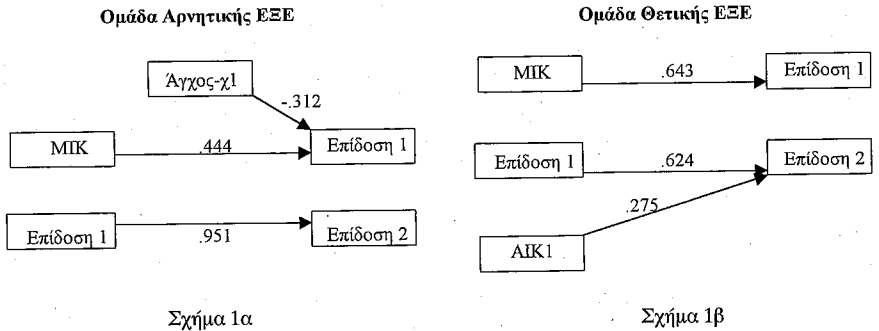 Ομάδα Αρνητικής ΕΞΕ
Άγχος-χ1
-.312
ΜΙΚ
.444
Επίδοση 1
Επίδοση 1
.951
Επίδοση 2
Σχήμα 1α
Ομάδα Θετικής ΕΞΕ
ΜΙΚ
.643
Επίδοση 1
Επίδοση 1
.624
Επίδοση 2
.275
ΑΙΚ1
Σχήμα 1β